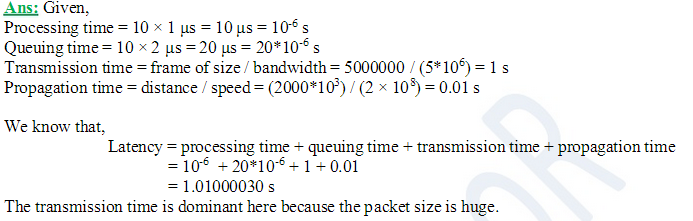 Ans: Given,
Processing time = 10 × 1 μs = 10 μs = 10⁻⁶ s
Queuing time = 10 × 2 μs = 20 μs = 20*10⁻⁶ s
Transmission time = frame of size / bandwidth = 5000000 / (5*10⁶) = 1 s
Propagation time = distance / speed = (2000*10³) / (2 × 10⁸) = 0.01 s
We know that,
Latency = processing time + queuing time + transmission time + propagation time
= 10⁻⁶ + 20*10⁻⁶ + 1 + 0.01
= 1.01000030 s
The transmission time is dominant here because the packet size is huge.